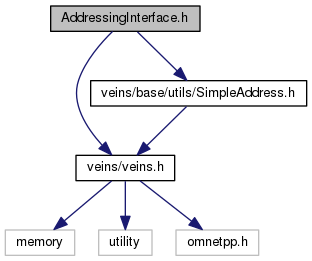 AddressingInterface.h
veins/base/utils/SimpleAddress.h
veins/veins.h
memory
utility
omnetpp.h